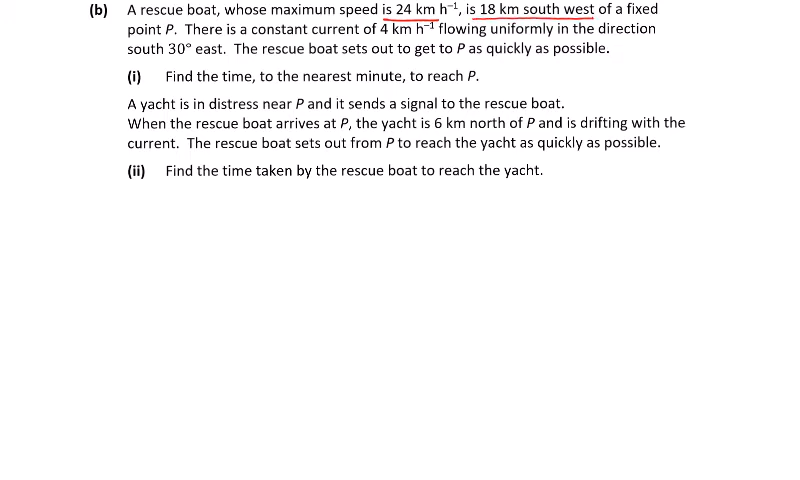 (b) A rescue boat, whose maximum speed is 24 km h⁻¹, is 18 km south west of a fixed
point P. There is a constant current of 4 km h⁻¹ flowing uniformly in the direction
south 30° east. The rescue boat sets out to get to P as quickly as possible.
(i) Find the time, to the nearest minute, to reach P.
A yacht is in distress near P and it sends a signal to the rescue boat.
When the rescue boat arrives at P, the yacht is 6 km north of P and is drifting with the
current. The rescue boat sets out from P to reach the yacht as quickly as possible.
(ii) Find the time taken by the rescue boat to reach the yacht.